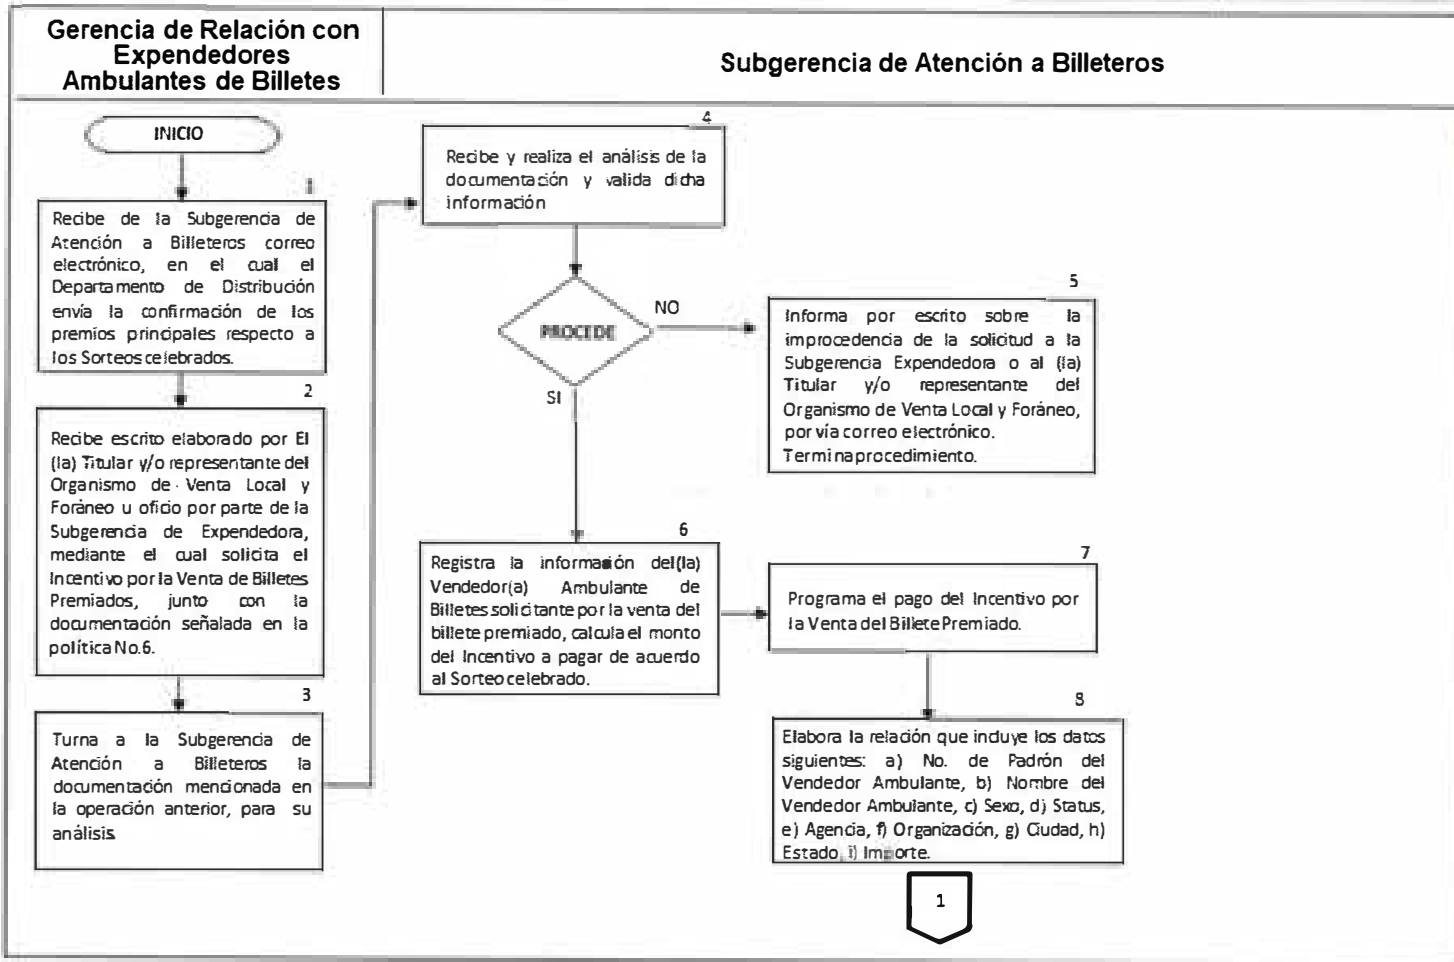 Gerencia de Relación con
Expendedores
Ambulantes de Billetes
Subgerencia de Atención a Billeteros
INICIO
1
Recibe de la Subgerencia de
Atención a Billeteros correo
electrónico, en el cual el
Departamento de Distribución
envía la confirmación de los
premios principales respecto a
los Sorteos celebrados.
2
Recibe escrito elaborado por El
(la) Titular y/o representante del
Organismo de Venta Local y
Foráneo u oficio por parte de la
Subgerencia de Expendedora,
mediante el cual solicita el
Incentivo por la Venta de Billetes
Premiados, junto con la
documentación señalada en la
política No.6.
3
Turna a la Subgerencia de
Atención a Billeteros la
documentación mencionada en
la operación anterior, para su
análisis.
4
Recibe y realiza el análisis de la
documentación y valida dicha
información
PROCEDE
NO
SI
5
Informa por escrito sobre la
improcedencia de la solicitud a la
Subgerencia Expendedora o al (la)
Titular y/o representante del
Organismo de Venta Local y Foráneo,
por vía correo electrónico.
Termina procedimiento.
6
Registra la información del(la)
Vendedor(a) Ambulante de
Billetes solicitante por la venta del
billete premiado, calcula el monto
del Incentivo a pagar de acuerdo
al Sorteo celebrado.
7
Programa el pago del Incentivo por
la Venta del Billete Premiado.
8
Elabora la relación que incluye los datos
siguientes: a) No. de Padrón del
Vendedor Ambulante, b) Nombre del
Vendedor Ambulante, c) Sexo, d) Status,
e) Agencia, f) Organización, g) Ciudad, h)
Estado, i) Importe.
1